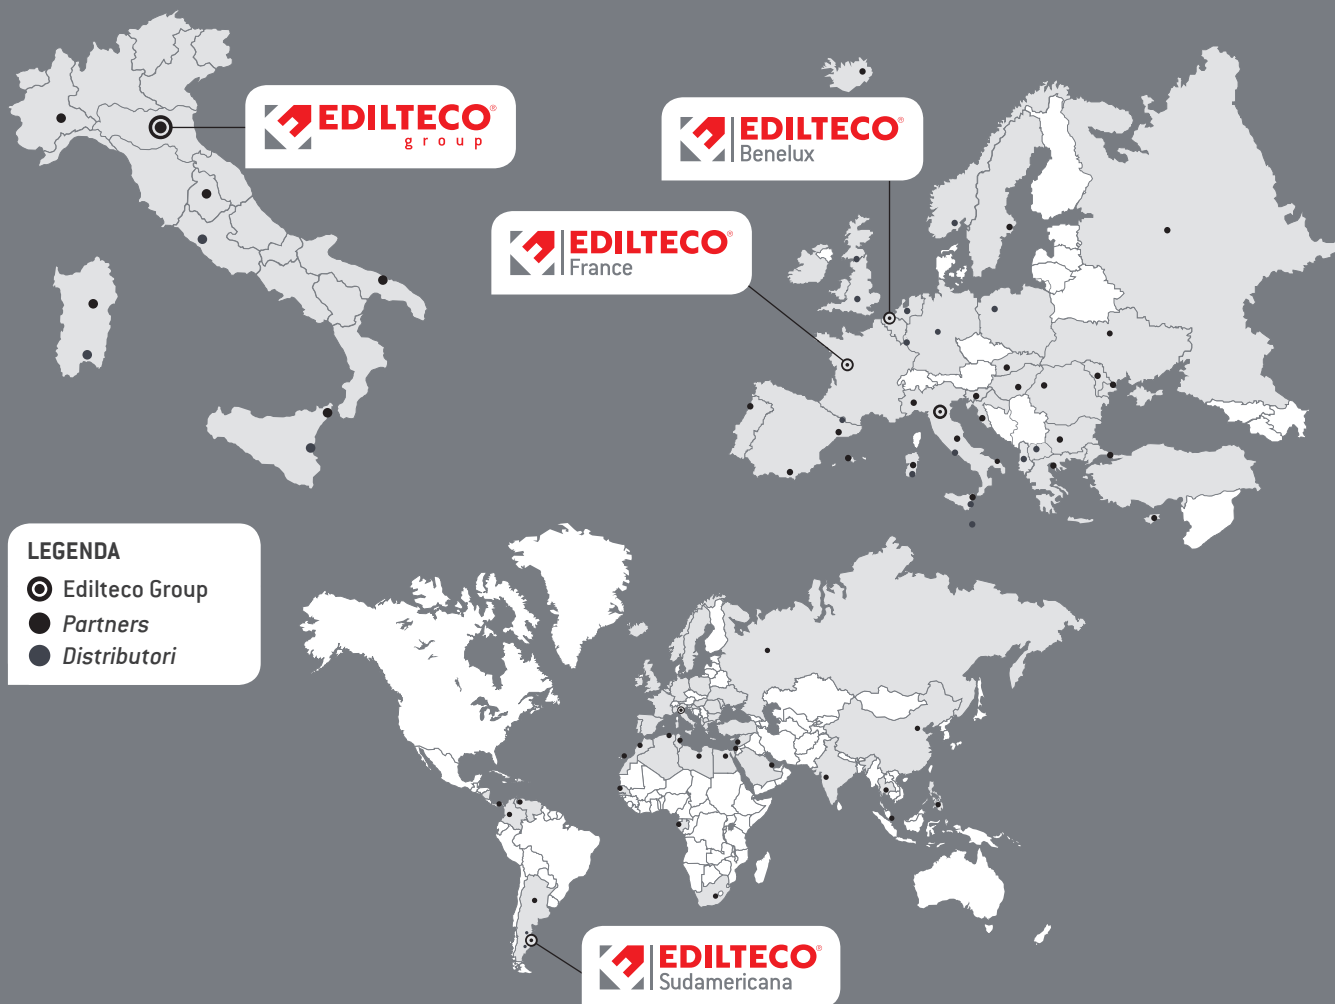 EDILTECO®
group
EDILTECO®
Benelux
EDILTECO®
France
LEGENDA
Edilteco Group
Partners
Distributori
EDILTECO®
Sudamericana